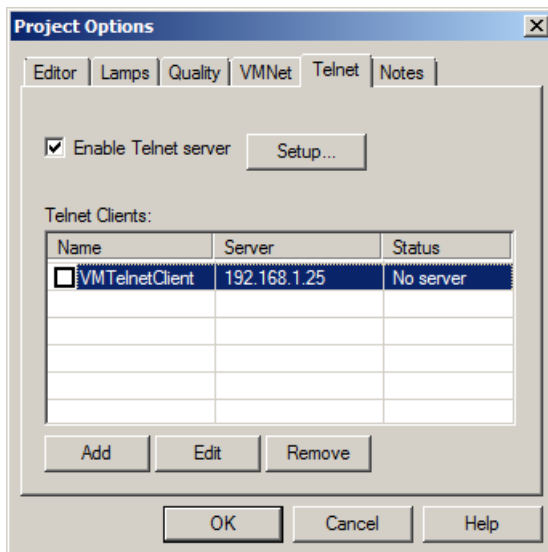 Project Options
Editor Lamps Quality VMNet Telnet Notes
Enable Telnet server Setup...
Telnet Clients:
Name Server Status
VMTelnetClient 192.168.1.25 No server
Add Edit Remove
OK Cancel Help